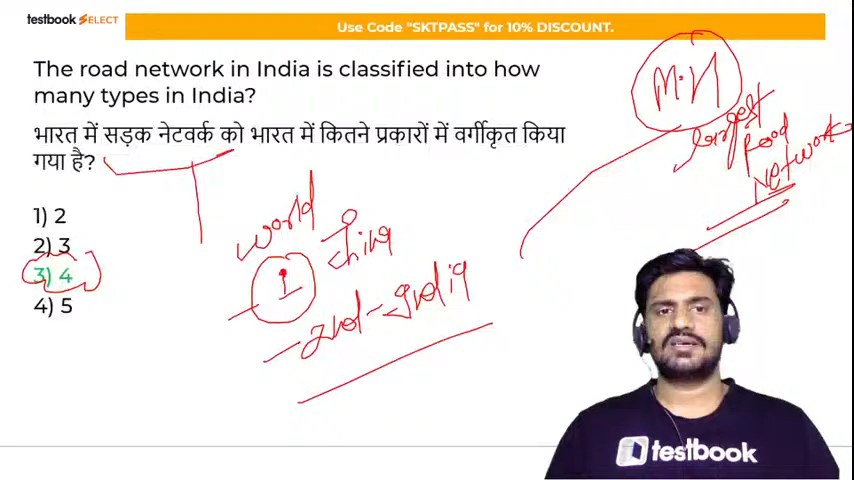 testbook SELECT
Use Code "SKTPASS" for 10% DISCOUNT.
The road network in India is classified into how
many types in India?
भारत में सड़क नेटवर्क को भारत में कितने प्रकारों में वर्गीकृत किया
गया है?
1) 2
2) 3
3) 4
4) 5
M.H
largest
Road
Network
world
1
china
2nd - India
testbook